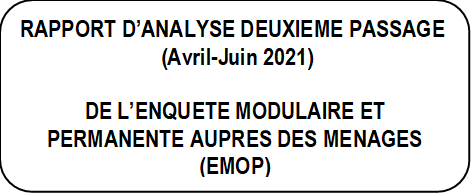 RAPPORT D’ANALYSE DEUXIEME PASSAGE
(Avril-Juin 2021)
DE L’ENQUETE MODULAIRE ET
PERMANENTE AUPRES DES MENAGES
(EMOP)